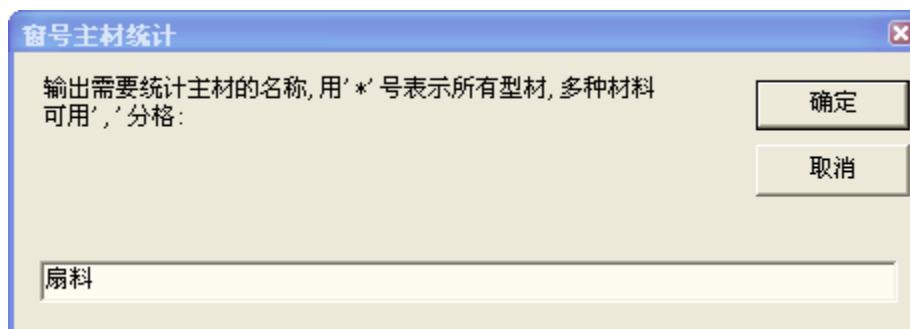 窗号主材统计
输出需要统计主材的名称,用'*'号表示所有型材,多种材料
可用','分格:
确定
取消
扇料